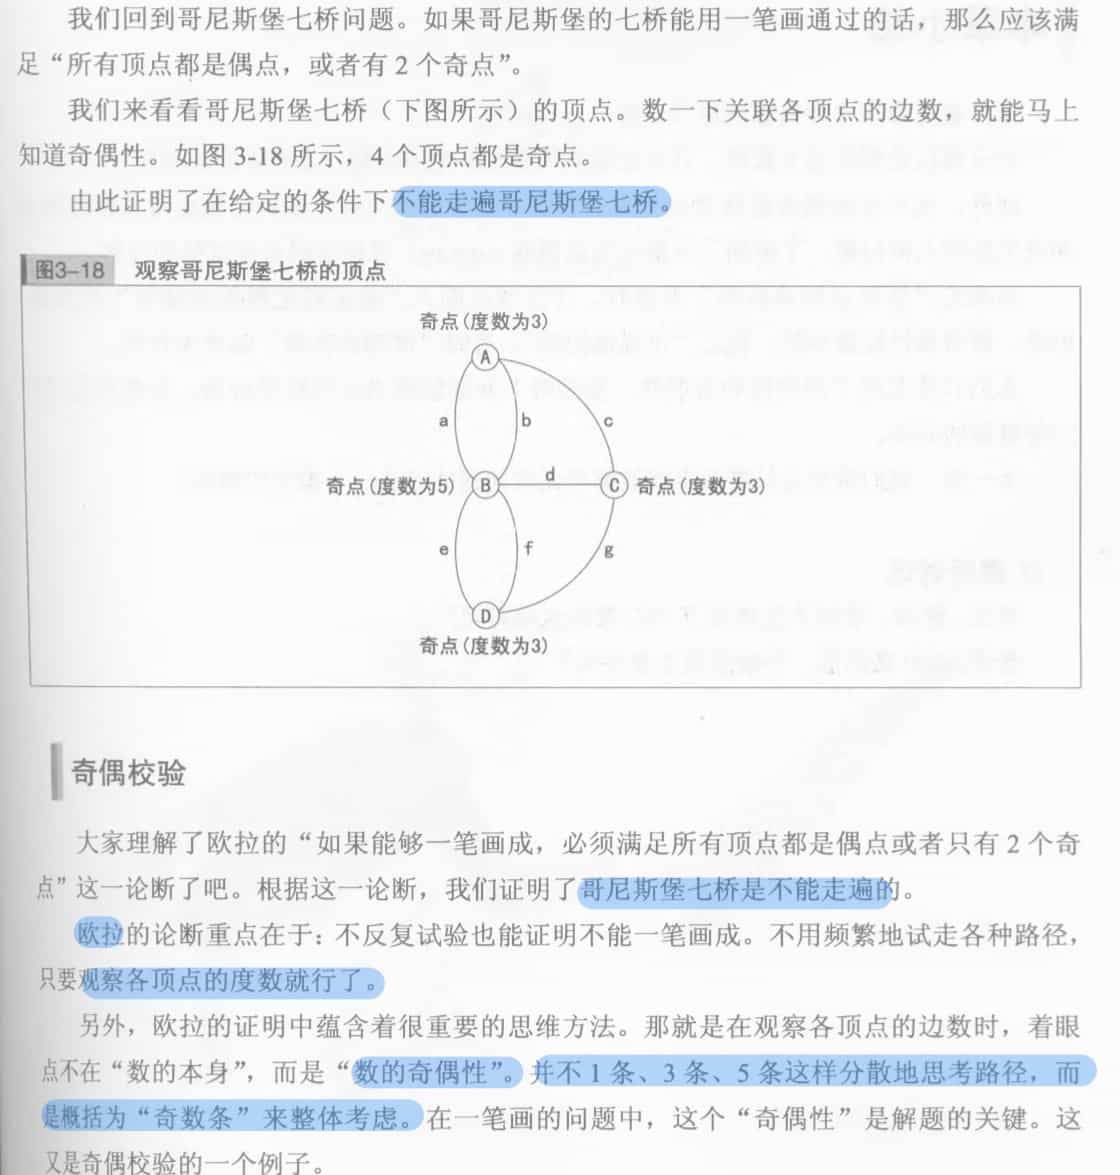 我们回到哥尼斯堡七桥问题。如果哥尼斯堡的七桥能用一笔画通过的话，那么应该满
足“所有顶点都是偶点，或者有2个奇点”。
我们来看看哥尼斯堡七桥（下图所示）的顶点。数一下关联各顶点的边数，就能马上
知道奇偶性。如图3-18所示，4个顶点都是奇点。
由此证明了在给定的条件下不能走遍哥尼斯堡七桥。
图3-18 观察哥尼斯堡七桥的顶点
奇点(度数为3)
A
a b c
d
奇点(度数为5) B C 奇点(度数为3)
e f g
D
奇点(度数为3)
奇偶校验
大家理解了欧拉的“如果能够一笔画成，必须满足所有顶点都是偶点或者只有2个奇
点”这一论断了吧。根据这一论断，我们证明了哥尼斯堡七桥是不能走遍的。
欧拉的论断重点在于：不反复试验也能证明不能一笔画成。不用频繁地试走各种路径，
只要观察各顶点的度数就行了。
另外，欧拉的证明中蕴含着很重要的思维方法。那就是在观察各顶点的边数时，着眼
点不在“数的本身”，而是“数的奇偶性”。并不1条、3条、5条这样分散地思考路径，而
是概括为“奇数条”来整体考虑。在一笔画的问题中，这个“奇偶性”是解题的关键。这
又是奇偶校验的一个例子。